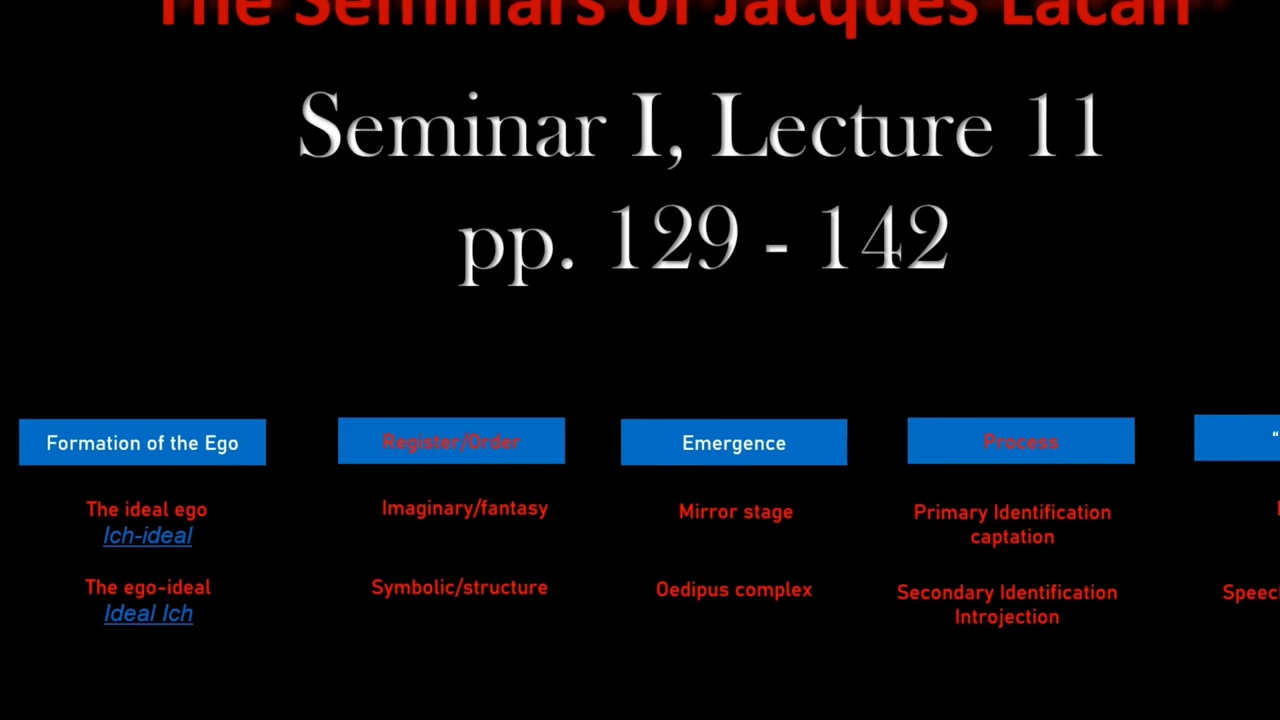 The Seminars of Jacques Lacan
Seminar I, Lecture 11
pp. 129 - 142
Formation of the Ego
Register/Order
Emergence
Process
“
The ideal ego
Ich-ideal
Imaginary/fantasy
Mirror stage
Primary Identification
captation
The ego-ideal
Ideal Ich
Symbolic/structure
Oedipus complex
Secondary Identification
Introjection